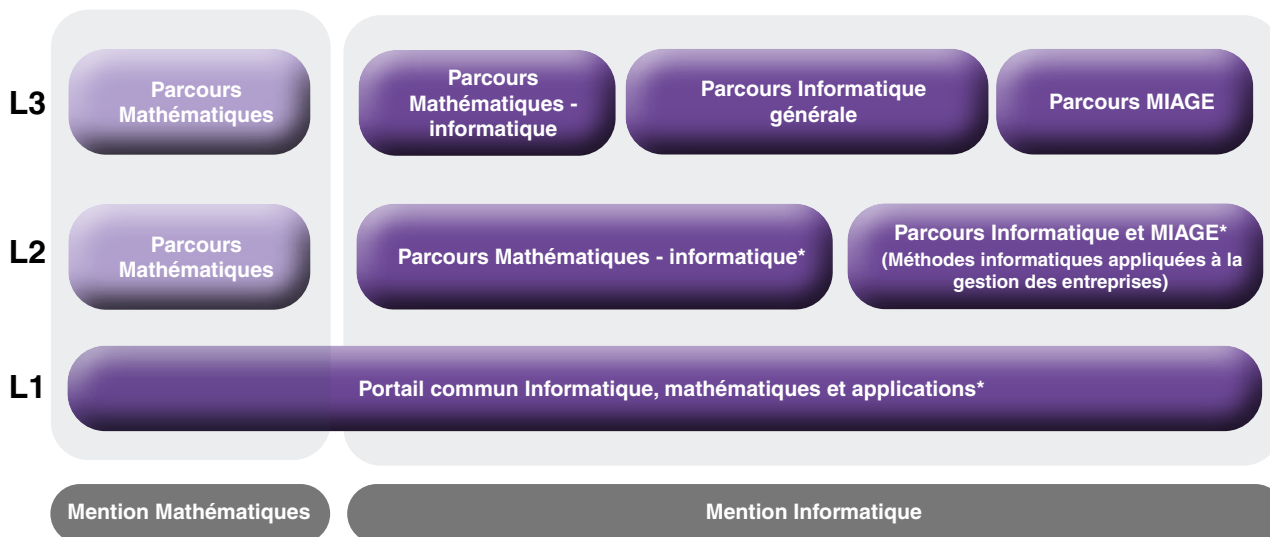 L3
Parcours
Mathématiques
Parcours
Mathématiques -
informatique
Parcours Informatique
générale
Parcours MIAGE
L2
Parcours
Mathématiques
Parcours Mathématiques - informatique*
Parcours Informatique et MIAGE*
(Méthodes informatiques appliquées à la
gestion des entreprises)
L1
Portail commun Informatique, mathématiques et applications*
Mention Mathématiques
Mention Informatique